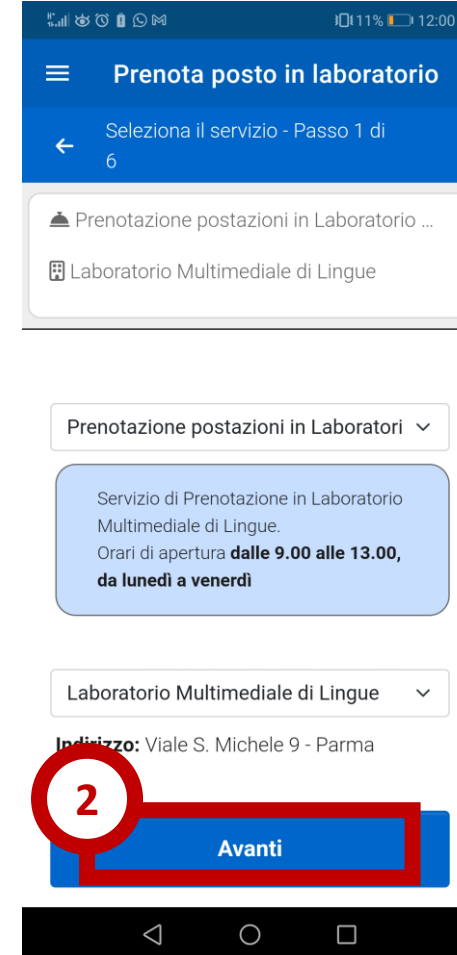 11% 12:00
Prenota posto in laboratorio
Seleziona il servizio - Passo 1 di
6
Prenotazione postazioni in Laboratorio ...
Laboratorio Multimediale di Lingue
Prenotazione postazioni in Laboratori
Servizio di Prenotazione in Laboratorio
Multimediale di Lingue.
Orari di apertura dalle 9.00 alle 13.00,
da lunedì a venerdì
Laboratorio Multimediale di Lingue
Indirizzo: Viale S. Michele 9 - Parma
2
Avanti